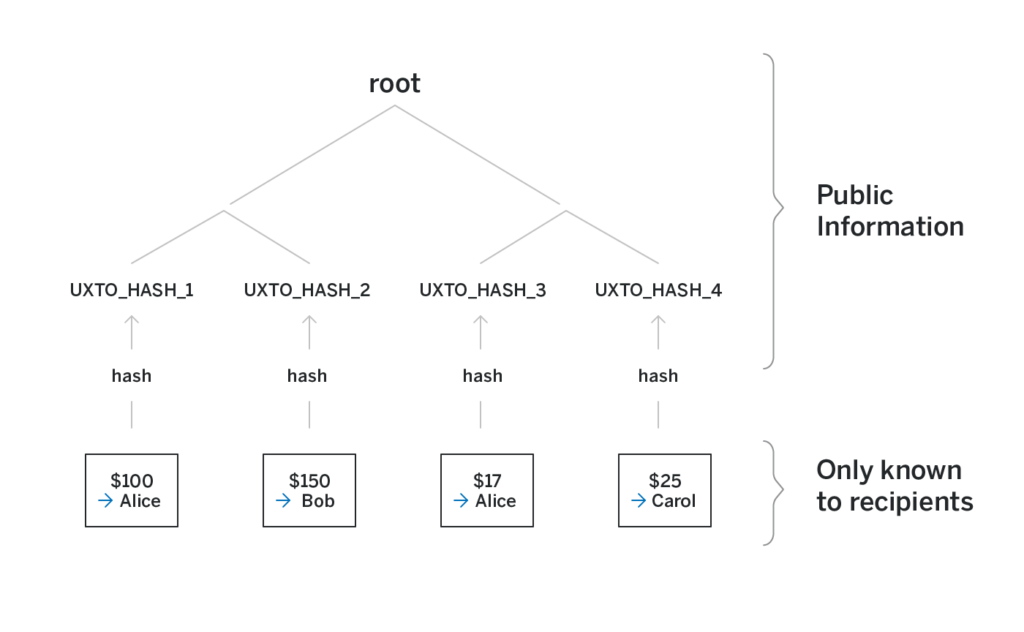 root
Public
Information
UXTO_HASH_1
UXTO_HASH_2
UXTO_HASH_3
UXTO_HASH_4
hash
hash
hash
hash
$100
→ Alice
$150
→ Bob
$17
→ Alice
$25
→ Carol
Only known
to recipients